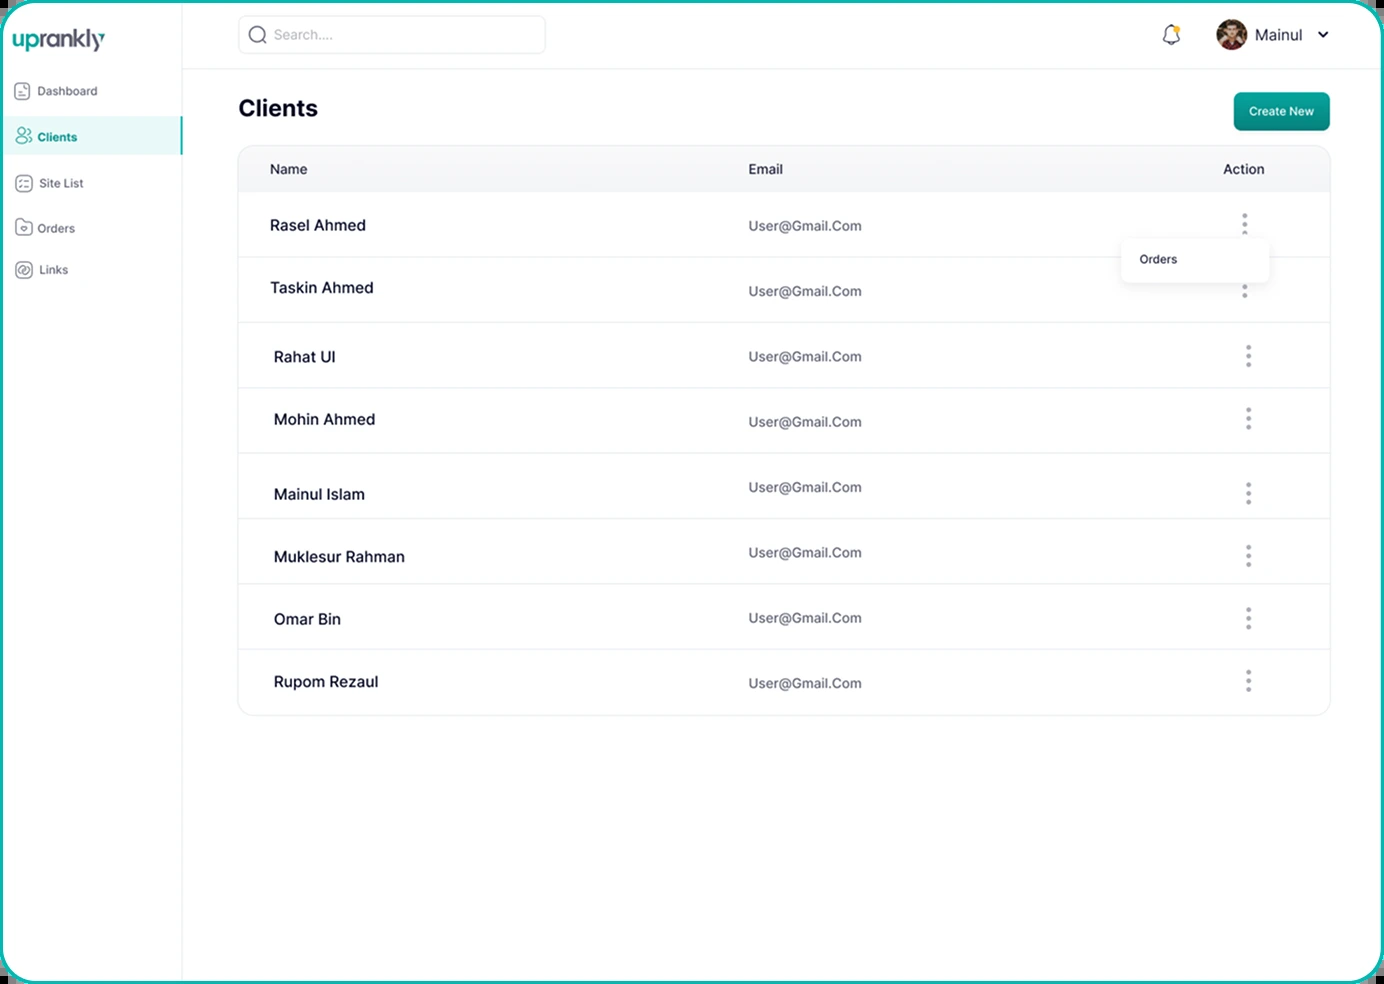 uprankly
Search....
Mainul
Dashboard
Clients
Site List
Orders
Links
Clients
Create New
Name Email Action
Rasel Ahmed User@Gmail.Com
Orders
Taskin Ahmed User@Gmail.Com
Rahat Ul User@Gmail.Com
Mohin Ahmed User@Gmail.Com
Mainul Islam User@Gmail.Com
Muklesur Rahman User@Gmail.Com
Omar Bin User@Gmail.Com
Rupom Rezaul User@Gmail.Com